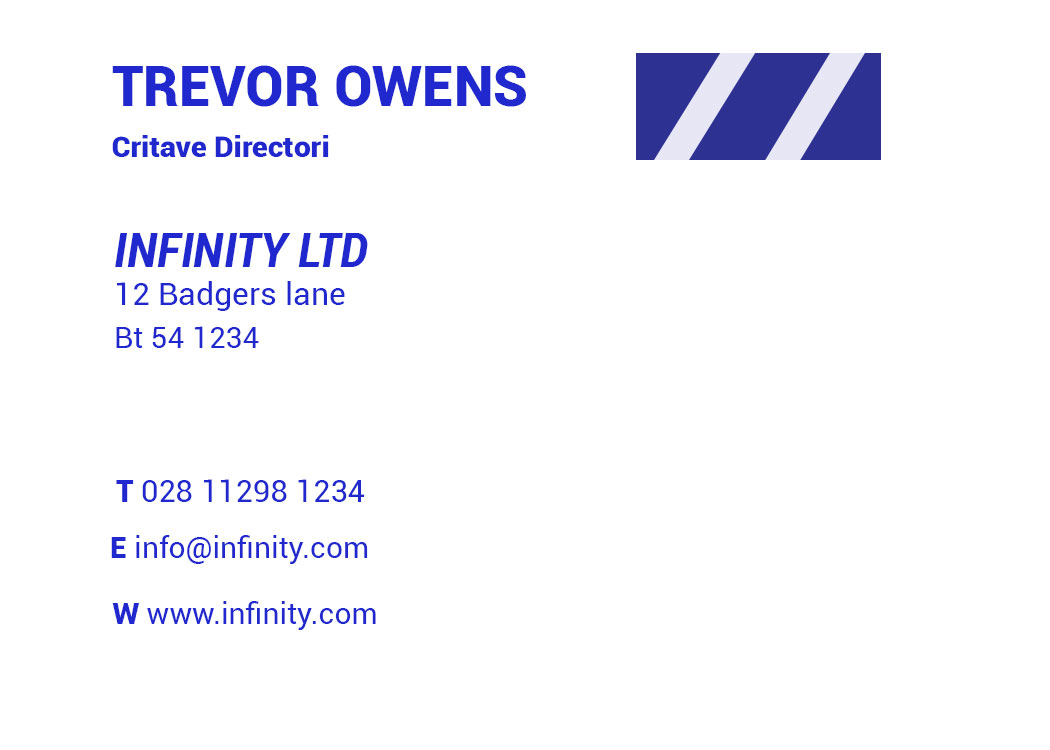 TREVOR OWENS
Critave Directori
INFINITY LTD
12 Badgers lane
Bt 54 1234
T 028 11298 1234
E info@infinity.com
W www.infinity.com